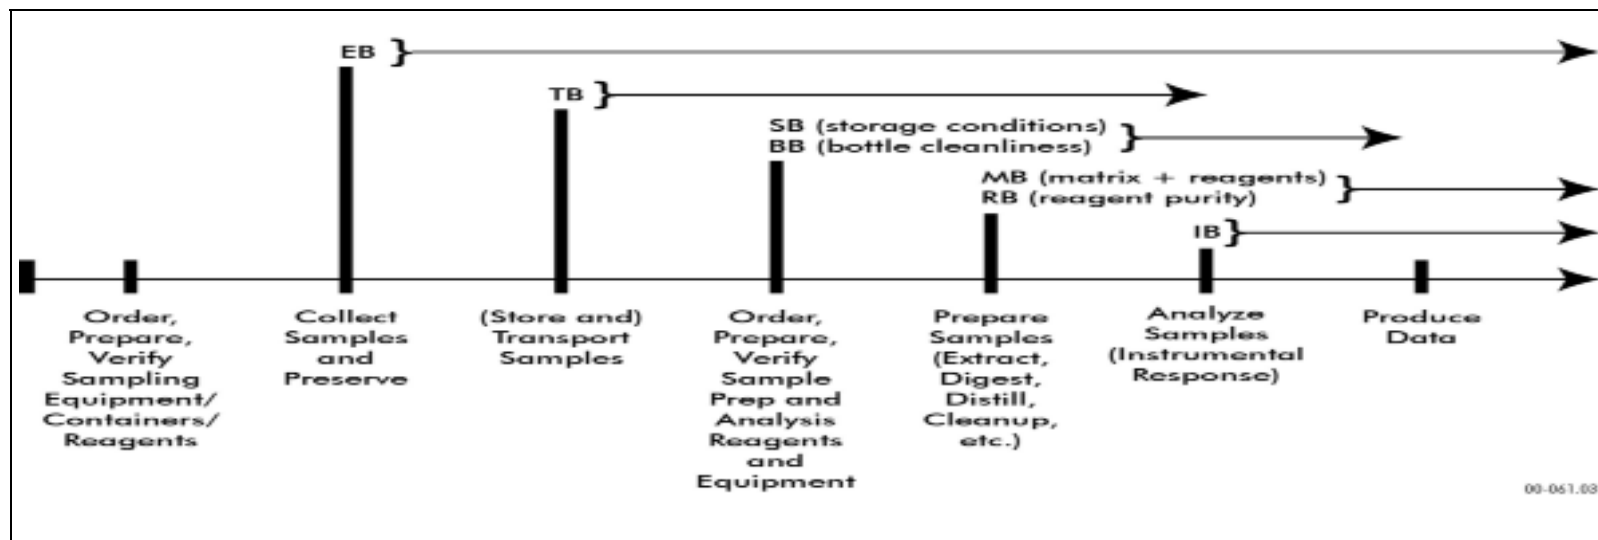 EB }
TB }
SB (storage conditions) }
BB (bottle cleanliness)
MB (matrix + reagents) }
RB (reagent purity)
IB }
Order,
Prepare,
Verify
Sampling
Equipment/
Containers/
Reagents
Collect
Samples
and
Preserve
(Store and)
Transport
Samples
Order,
Prepare,
Verify
Sample
Prep and
Analysis
Reagents
and
Equipment
Prepare
Samples
(Extract,
Digest,
Distill,
Cleanup,
etc.)
Analyze
Samples
(Instrumental
Response)
Produce
Data
00-061.03